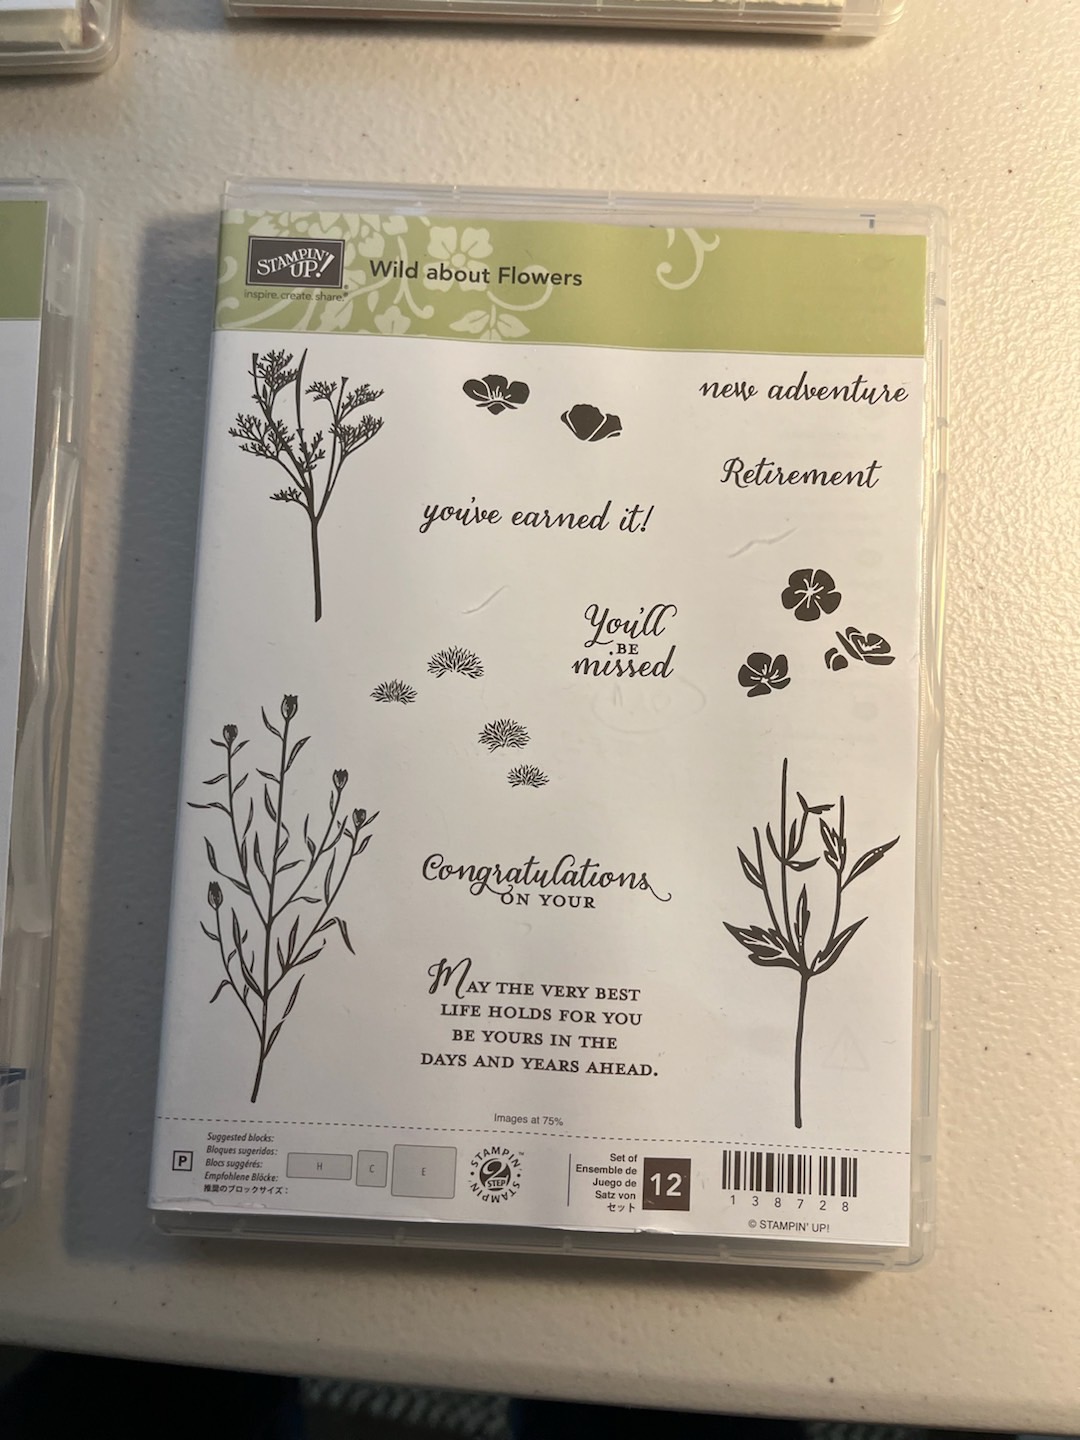 STAMPIN' UP!®
inspire.create.share.®
Wild about Flowers
new adventure
Retirement
you've earned it!
You'll
BE
missed
Congratulations
ON YOUR
MAY THE VERY BEST
LIFE HOLDS FOR YOU
BE YOURS IN THE
DAYS AND YEARS AHEAD.
Images at 75%
P
Suggested blocks:
Bloques sugeridos:
Blocs suggérés:
Empfohlene Blöcke:
推奨のブロックサイズ：
H
C
E
STAMPIN'
2
STEP
STAMPIN'
Set of
Ensemble de
Juego de
Satz von
セット
12
138728
© STAMPIN' UP!